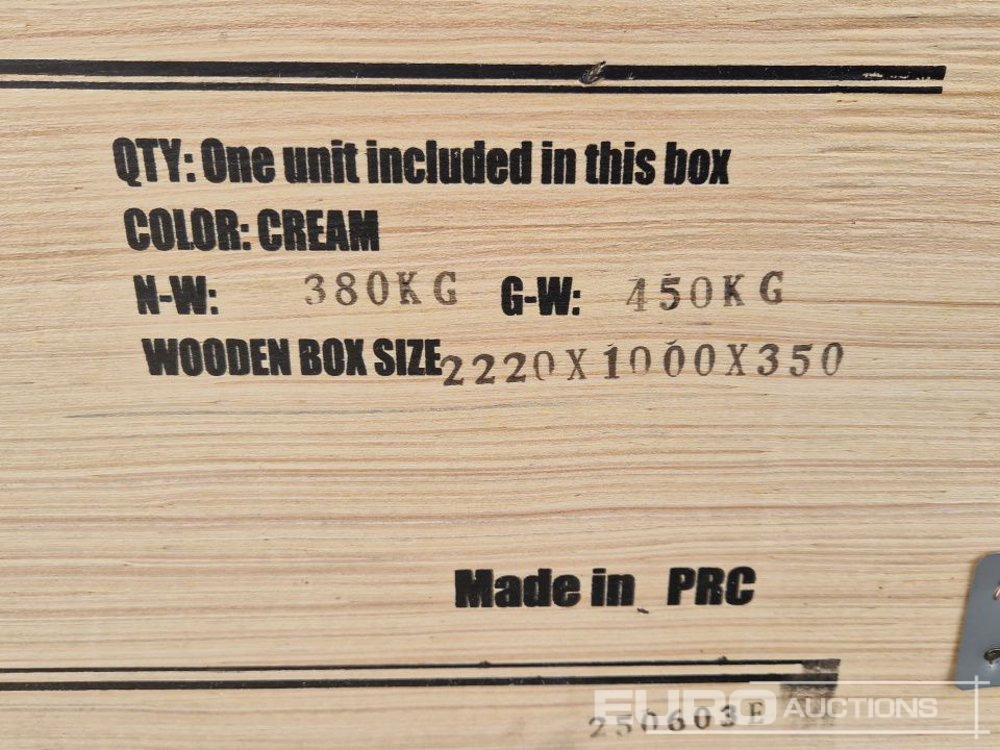 QTY: One unit included in this box
COLOR: CREAM
N-W: 380KG G-W: 450KG
WOODEN BOX SIZE 2220X1000X350
Made in PRC
EURO AUCTIONS
250603E